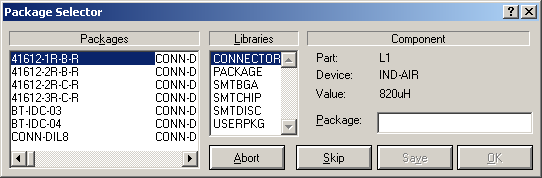 Package Selector
Packages
Libraries
Component
41612-1R-B-R CONN-D
41612-2R-B-R CONN-D
41612-2R-C-R CONN-D
41612-3R-C-R CONN-D
BT-IDC-03 CONN-D
BT-IDC-04 CONN-D
CONN-DIL8 CONN-D
CONNECTOR
PACKAGE
SMTBGA
SMTCHIP
SMTDISC
USERPKG
Part: L1
Device: IND-AIR
Value: 820uH
Package:
Abort
Skip
Save
OK